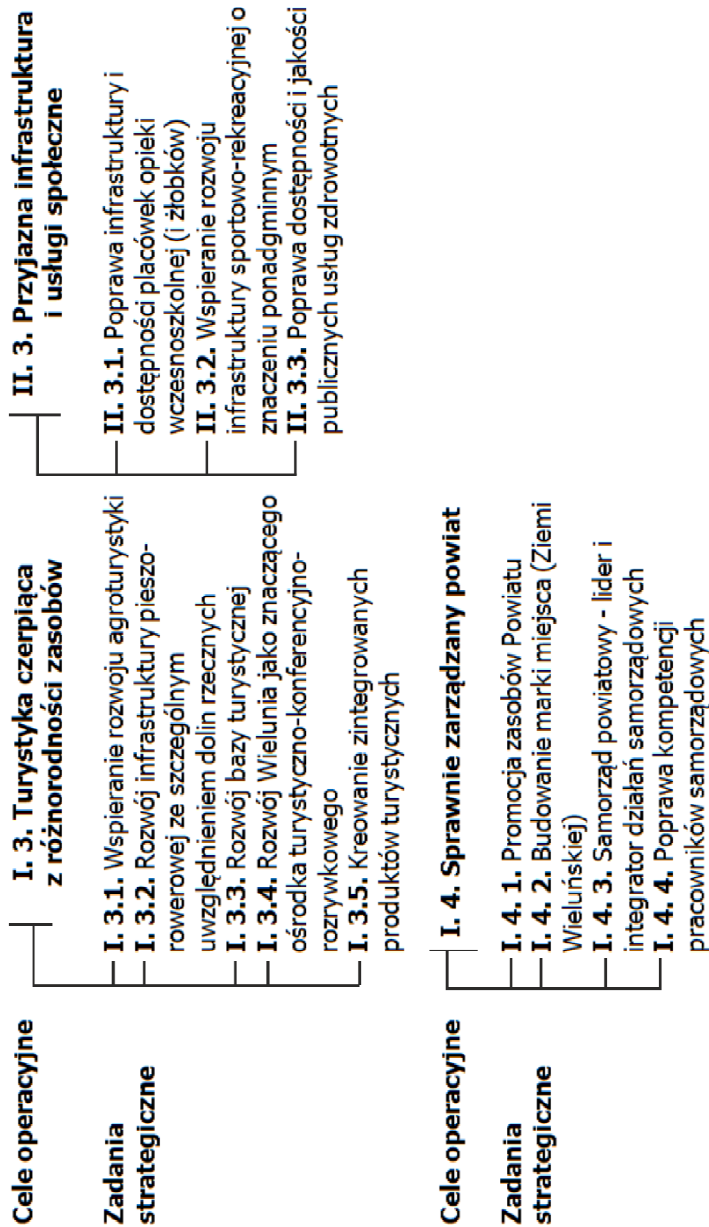 Cele operacyjne
I. 3. Turystyka czerpiąca
z różnorodności zasobów
II. 3. Przyjazna infrastruktura
i usługi społeczne
Zadania
strategiczne
I. 3.1. Wspieranie rozwoju agroturystyki
I. 3.2. Rozwój infrastruktury pieszo-
rowerowej ze szczególnym
uwzględnieniem dolin rzecznych
I. 3.3. Rozwój bazy turystycznej
I. 3.4. Rozwój Wielunia jako znaczącego
ośrodka turystyczno-konferencyjno-
rozrywkowego
I. 3.5. Kreowanie zintegrowanych
produktów turystycznych
II. 3.1. Poprawa infrastruktury i
dostępności placówek opieki
wczesnoszkolnej (i żłobków)
II. 3.2. Wspieranie rozwoju
infrastruktury sportowo-rekreacyjnej o
znaczeniu ponadgminnym
II. 3.3. Poprawa dostępności i jakości
publicznych usług zdrowotnych
Cele operacyjne
I. 4. Sprawnie zarządzany powiat
Zadania
strategiczne
I. 4. 1. Promocja zasobów Powiatu
I. 4. 2. Budowanie marki miejsca (Ziemi
Wieluńskiej)
I. 4. 3. Samorząd powiatowy - lider i
integrator działań samorządowych
I. 4. 4. Poprawa kompetencji
pracowników samorządowych